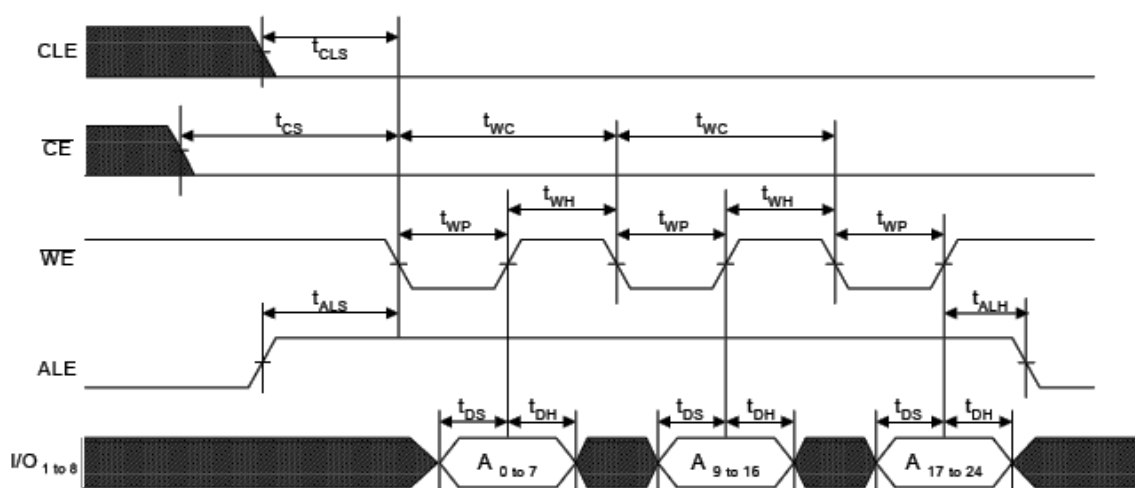 CLE
tCLS
CE
tCS
tWC
tWC
WE
tWP
tWH
tWP
tWH
tWP
ALE
tALS
tALH
I/O 1 to 8
tDS
tDH
tDS
tDH
tDS
tDH
A 0 to 7
A 9 to 16
A 17 to 24